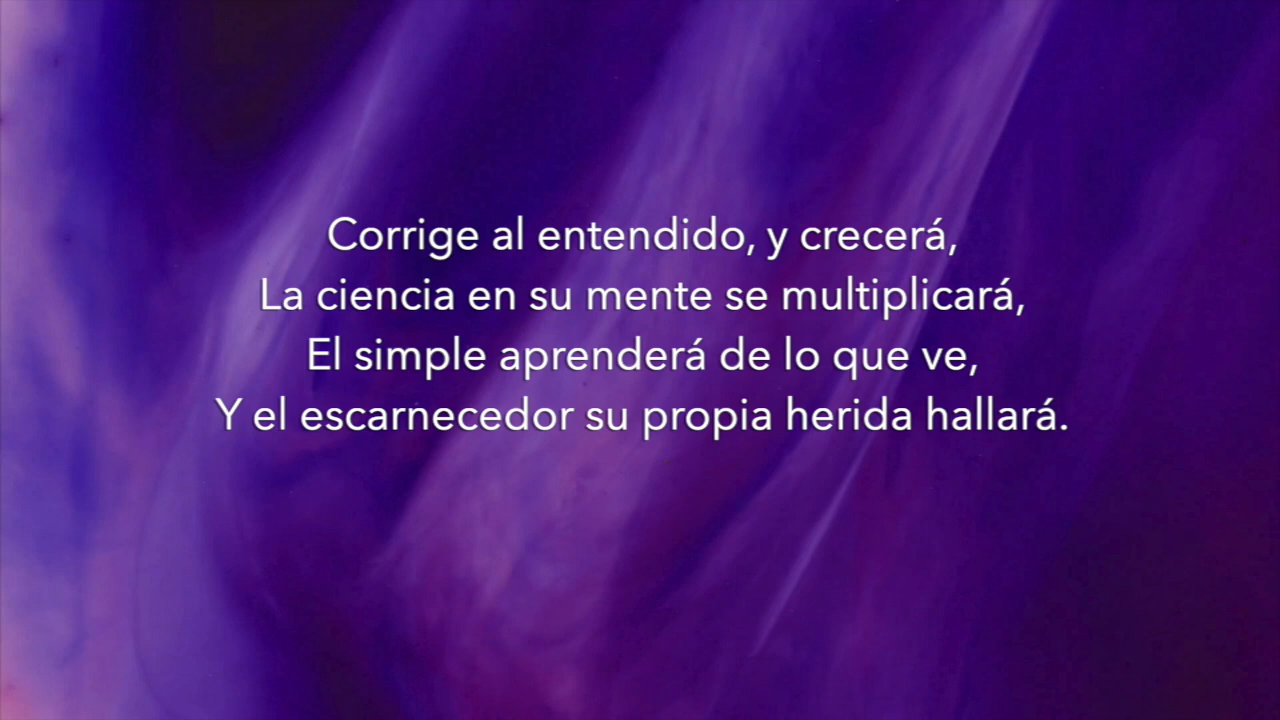 Corrige al entendido, y crecerá,
La ciencia en su mente se multiplicará,
El simple aprenderá de lo que ve,
Y el escarnecedor su propia herida hallará.